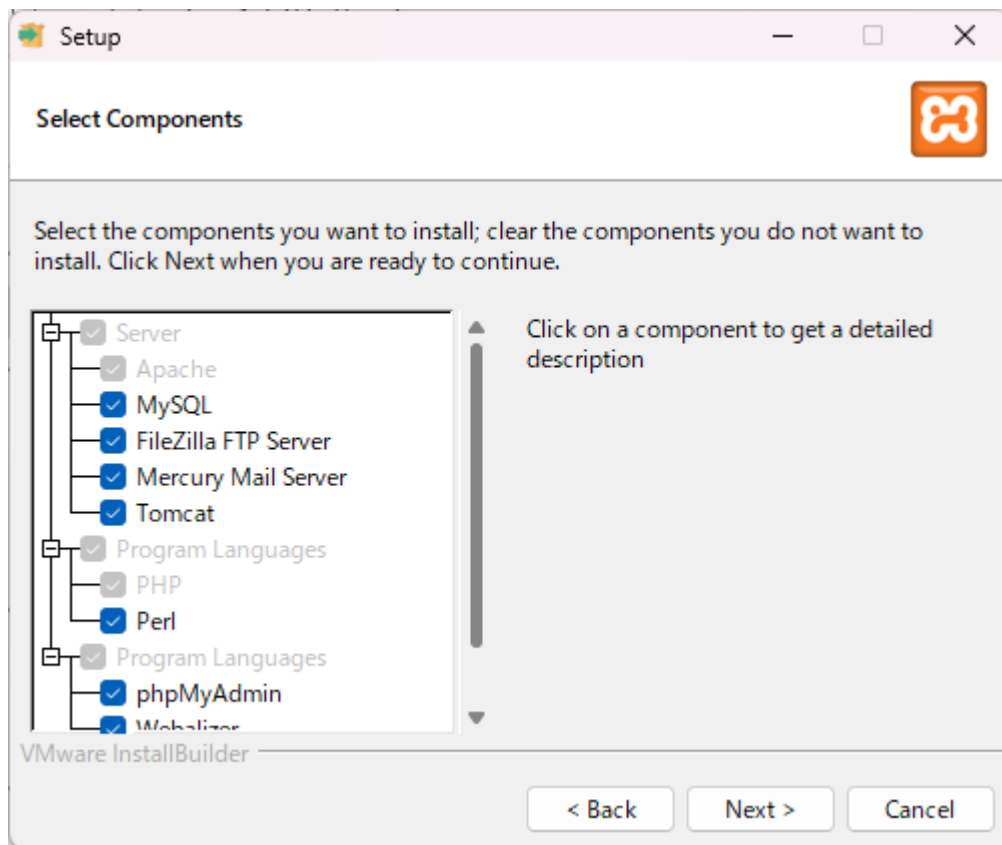 Setup
Select Components
Select the components you want to install; clear the components you do not want to
install. Click Next when you are ready to continue.
Server
Apache
MySQL
FileZilla FTP Server
Mercury Mail Server
Tomcat
Program Languages
PHP
Perl
Program Languages
phpMyAdmin
Webalizer
Click on a component to get a detailed
description
VMware InstallBuilder
< Back
Next >
Cancel